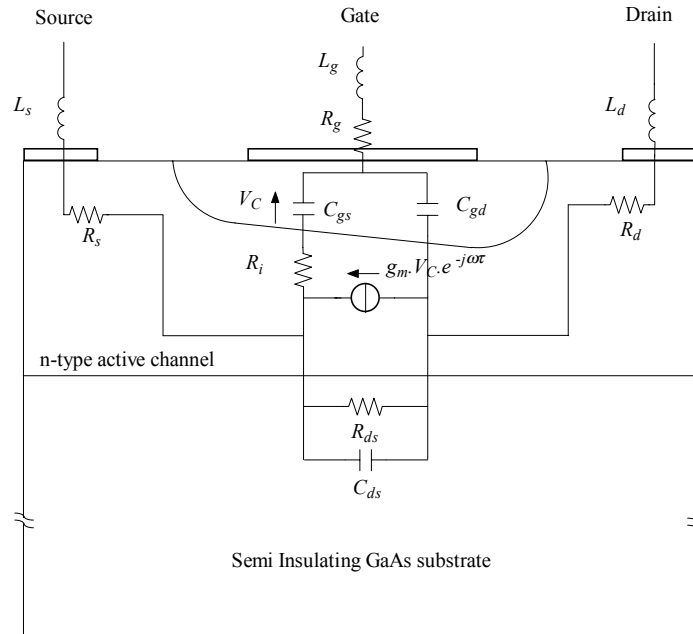 Source
Gate
Drain
L_g
L_s
L_d
R_g
V_C
C_gs
C_gd
R_s
R_d
R_i
g_m.V_C.e^-jωτ
n-type active channel
R_ds
C_ds
Semi Insulating GaAs substrate